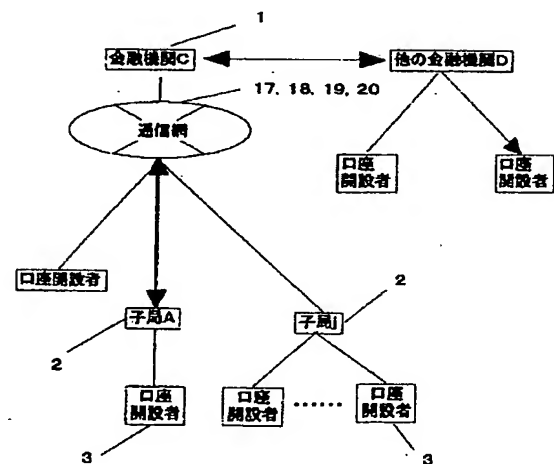 1
金融機関C
他の金融機関D
17, 18, 19, 20
通信網
口座
開設者
口座
開設者
口座開設者
2
子局A
子局j
2
口座
開設者
口座
開設者
……
口座
開設者
3
3